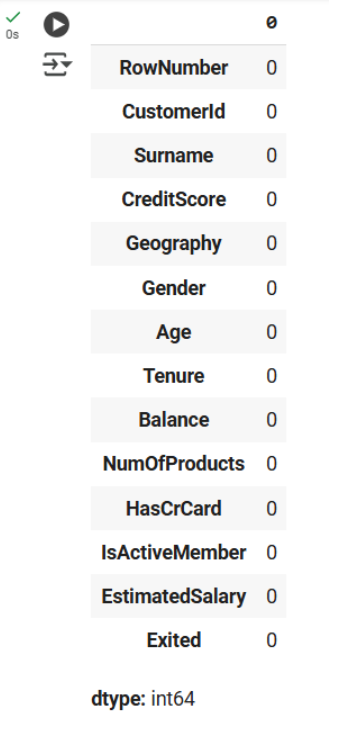 0s
0
RowNumber 0
CustomerId 0
Surname 0
CreditScore 0
Geography 0
Gender 0
Age 0
Tenure 0
Balance 0
NumOfProducts 0
HasCrCard 0
IsActiveMember 0
EstimatedSalary 0
Exited 0
dtype: int64